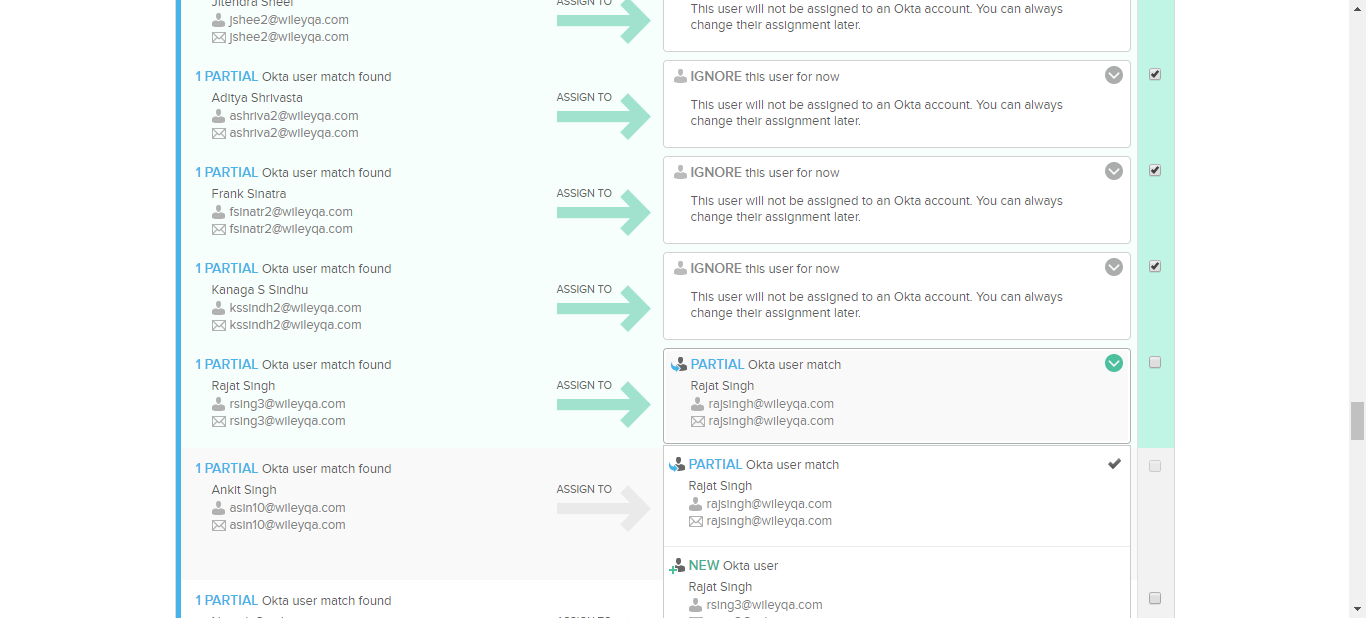 Jitendra Sheel
jshee2@wileyqa.com
jshee2@wileyqa.com
ASSIGN TO
This user will not be assigned to an Okta account. You can always
change their assignment later.
1 PARTIAL Okta user match found
Aditya Shrivasta
ashriva2@wileyqa.com
ashriva2@wileyqa.com
ASSIGN TO
IGNORE this user for now
This user will not be assigned to an Okta account. You can always
change their assignment later.
1 PARTIAL Okta user match found
Frank Sinatra
fsinatr2@wileyqa.com
fsinatr2@wileyqa.com
ASSIGN TO
IGNORE this user for now
This user will not be assigned to an Okta account. You can always
change their assignment later.
1 PARTIAL Okta user match found
Kanaga S Sindhu
kssindh2@wileyqa.com
kssindh2@wileyqa.com
ASSIGN TO
IGNORE this user for now
This user will not be assigned to an Okta account. You can always
change their assignment later.
1 PARTIAL Okta user match found
Rajat Singh
rsing3@wileyqa.com
rsing3@wileyqa.com
ASSIGN TO
PARTIAL Okta user match
Rajat Singh
rajsingh@wileyqa.com
rajsingh@wileyqa.com
1 PARTIAL Okta user match found
Ankit Singh
asin10@wileyqa.com
asin10@wileyqa.com
ASSIGN TO
PARTIAL Okta user match
Rajat Singh
rajsingh@wileyqa.com
rajsingh@wileyqa.com
NEW Okta user
Rajat Singh
rsing3@wileyqa.com
1 PARTIAL Okta user match found